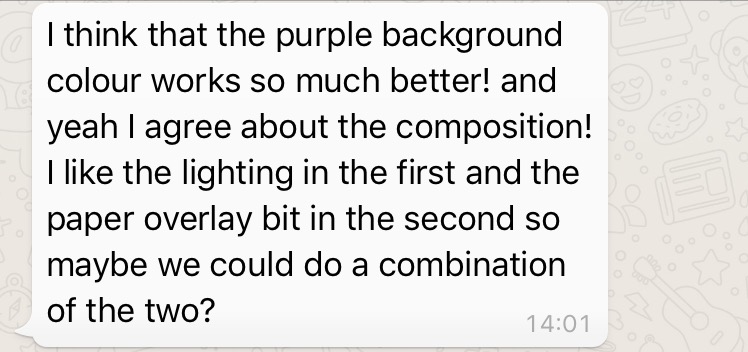 I think that the purple background
colour works so much better! and
yeah I agree about the composition!
I like the lighting in the first and the
paper overlay bit in the second so
maybe we could do a combination
of the two?
14:01